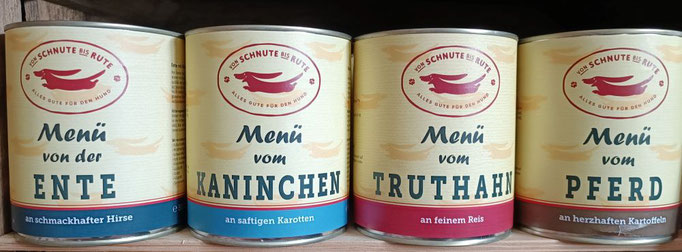 VON SCHNUTE BIS RUTE
ALLES GUTE FÜR DEN HUND
Menü
von der
ENTE
an schmackhafter Hirse
VON SCHNUTE BIS RUTE
ALLES GUTE FÜR DEN HUND
Menü
vom
KANINCHEN
an saftigen Karotten
VON SCHNUTE BIS RUTE
ALLES GUTE FÜR DEN HUND
Menü
vom
TRUTHAHN
an feinem Reis
VON SCHNUTE BIS RUTE
ALLES GUTE FÜR DEN HUND
Menü
vom
PFERD
an herzhaften Kartoffeln